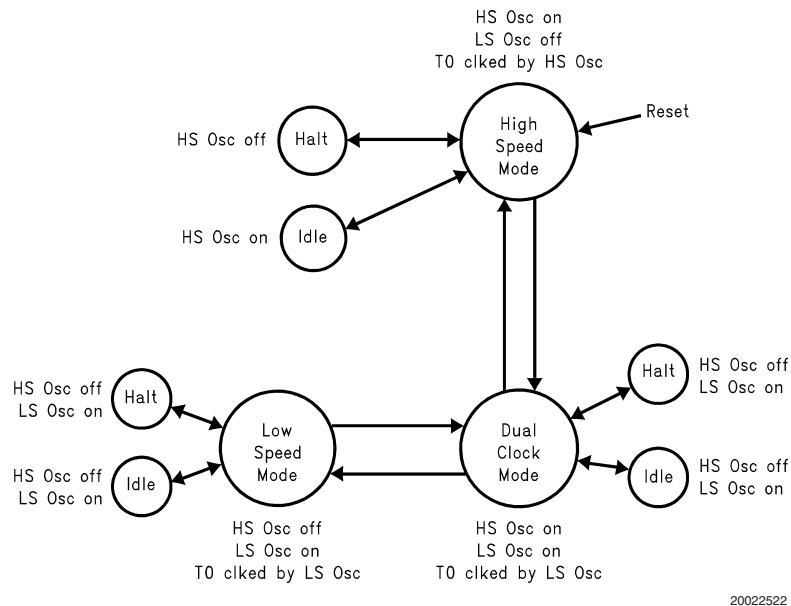 HS Osc on
LS Osc off
T0 clked by HS Osc
High
Speed
Mode
Reset
HS Osc off
Halt
HS Osc on
Idle
HS Osc off
LS Osc on
Halt
HS Osc off
LS Osc on
Idle
Low
Speed
Mode
HS Osc off
LS Osc on
T0 clked by LS Osc
Dual
Clock
Mode
HS Osc on
LS Osc on
T0 clked by LS Osc
Halt
HS Osc off
LS Osc on
Idle
HS Osc off
LS Osc on
20022522